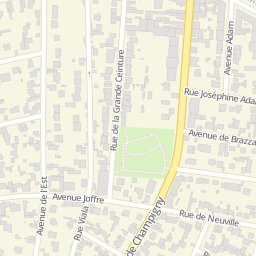 Avenue Adam
Rue de la Grande Ceinture
Rue Joséphine Ada
Avenue de Brazza
Avenue de l'Est
Avenue Joffre
Rue Viala
de Champigny
Rue de Neuville